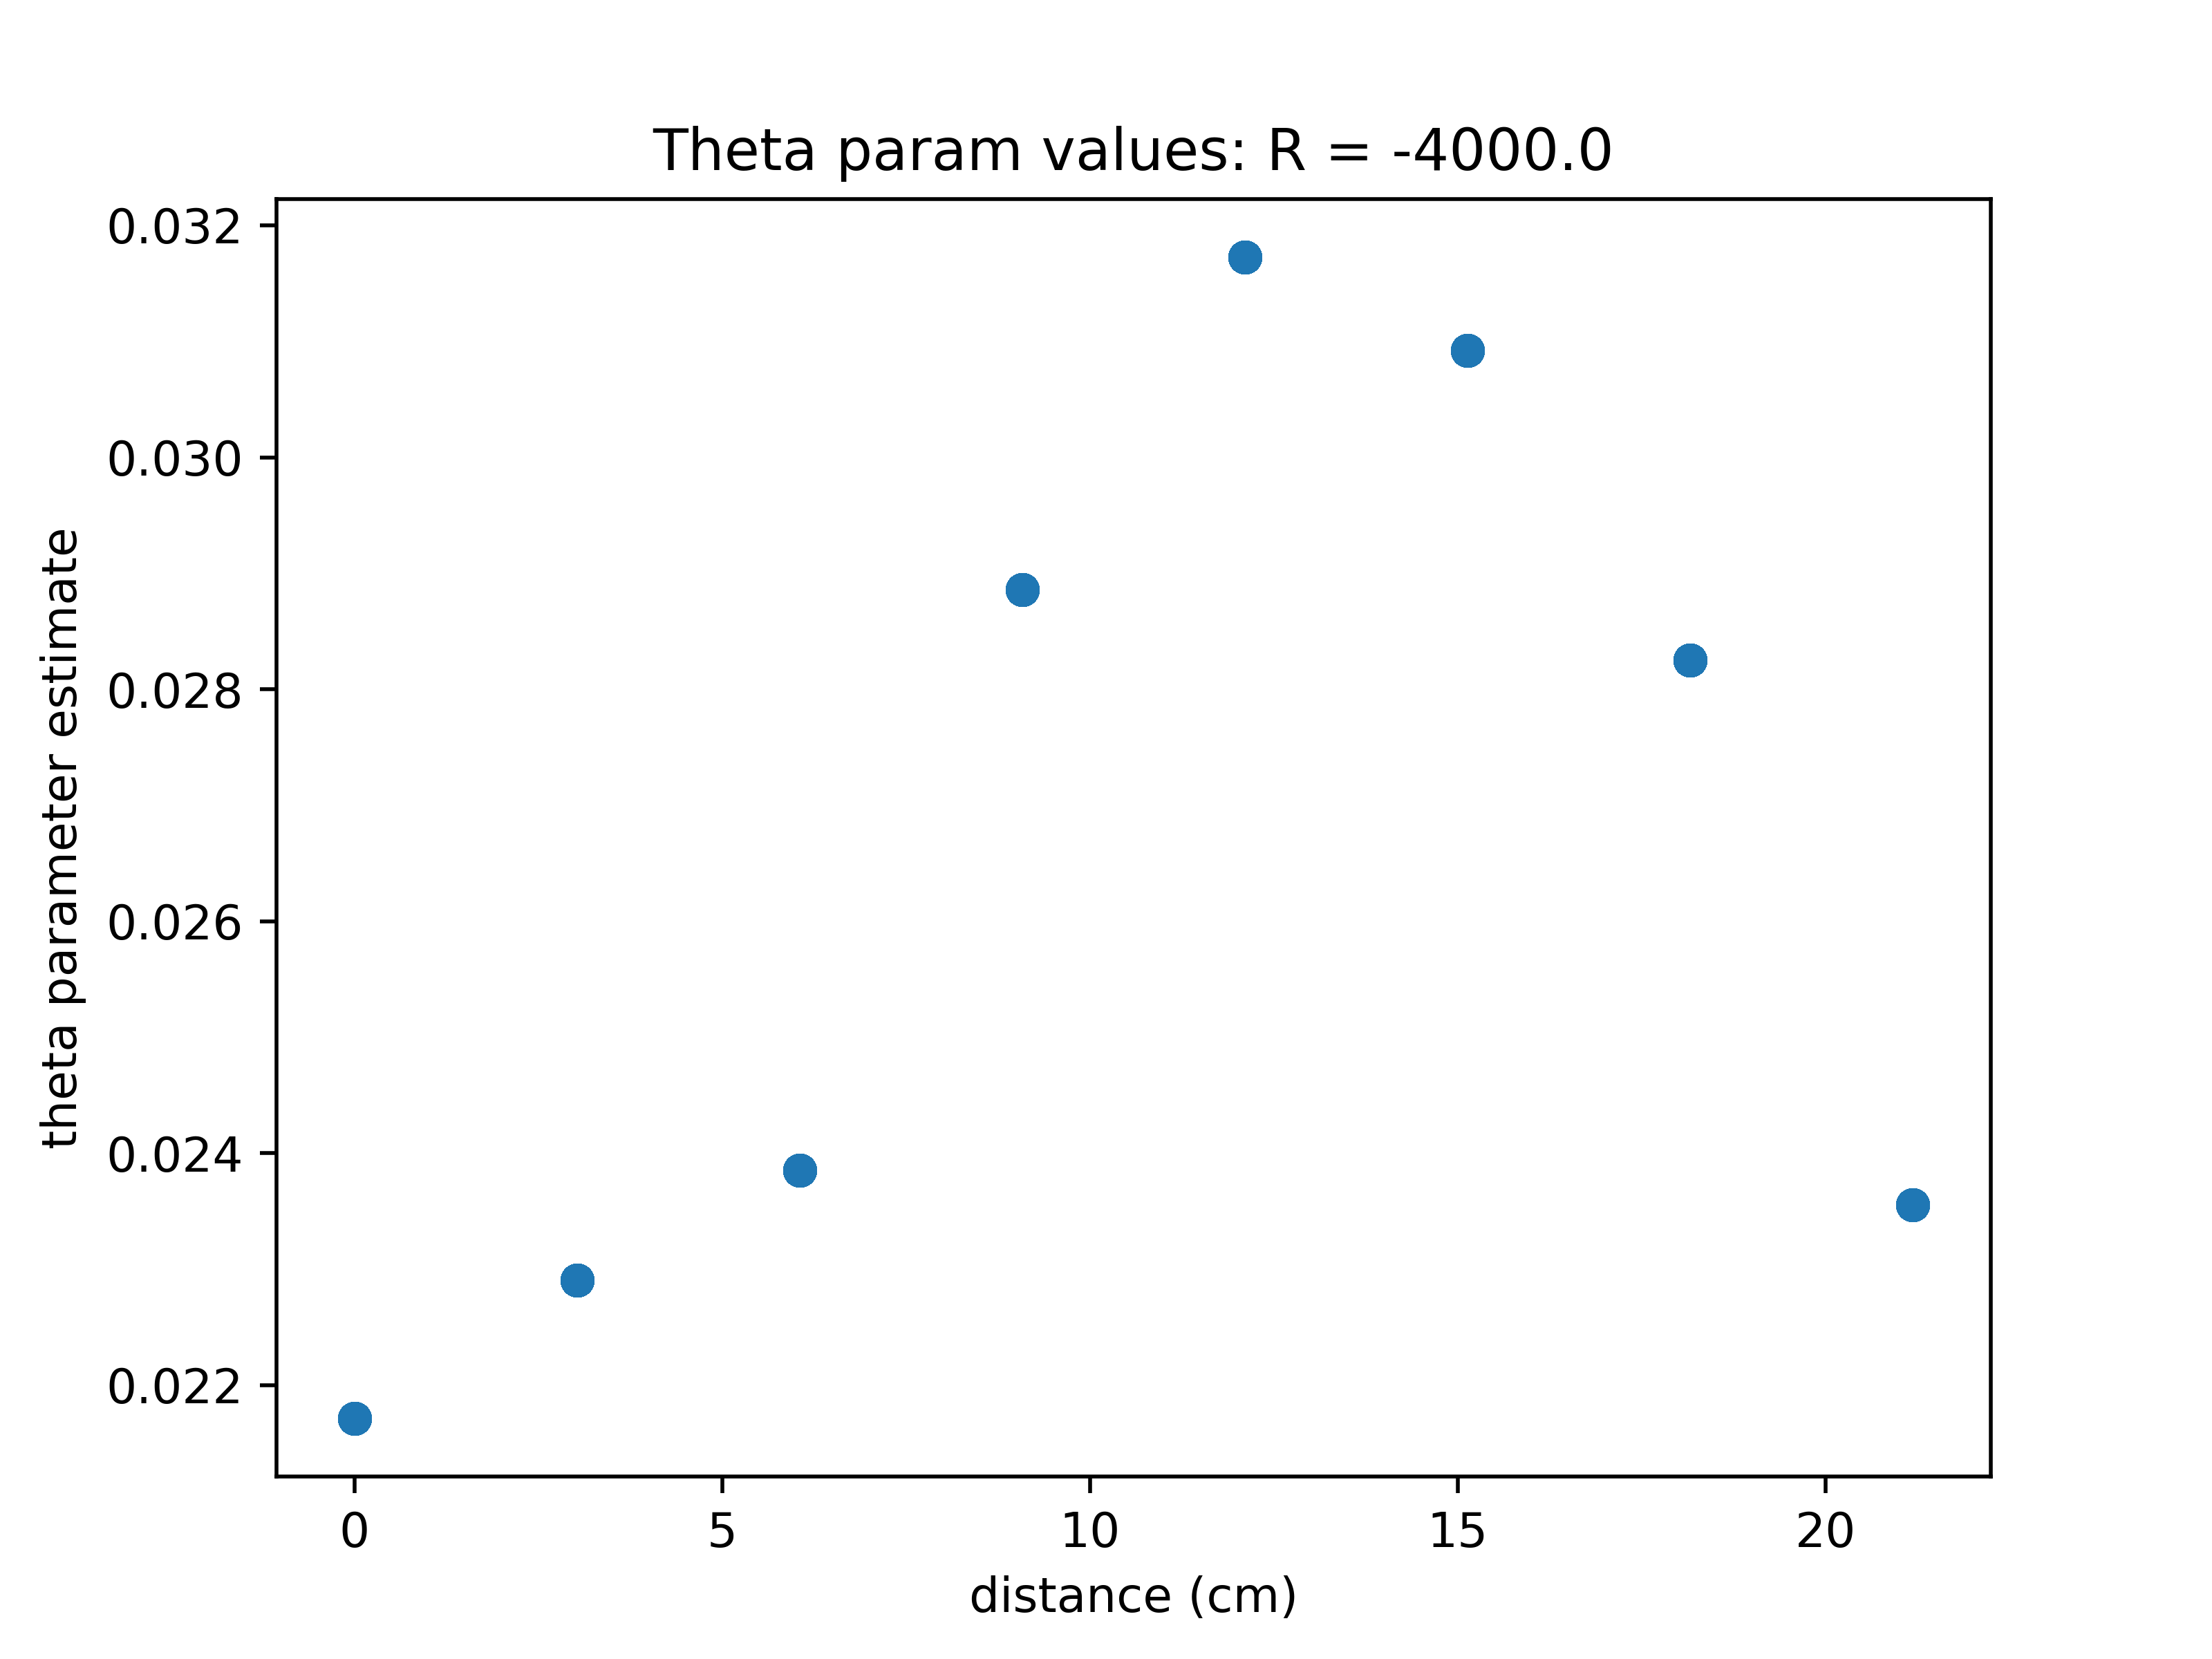 Theta param values: R = -4000.0
0.032
0.030
0.028
0.026
0.024
0.022
theta parameter estimate
0 5 10 15 20
distance (cm)